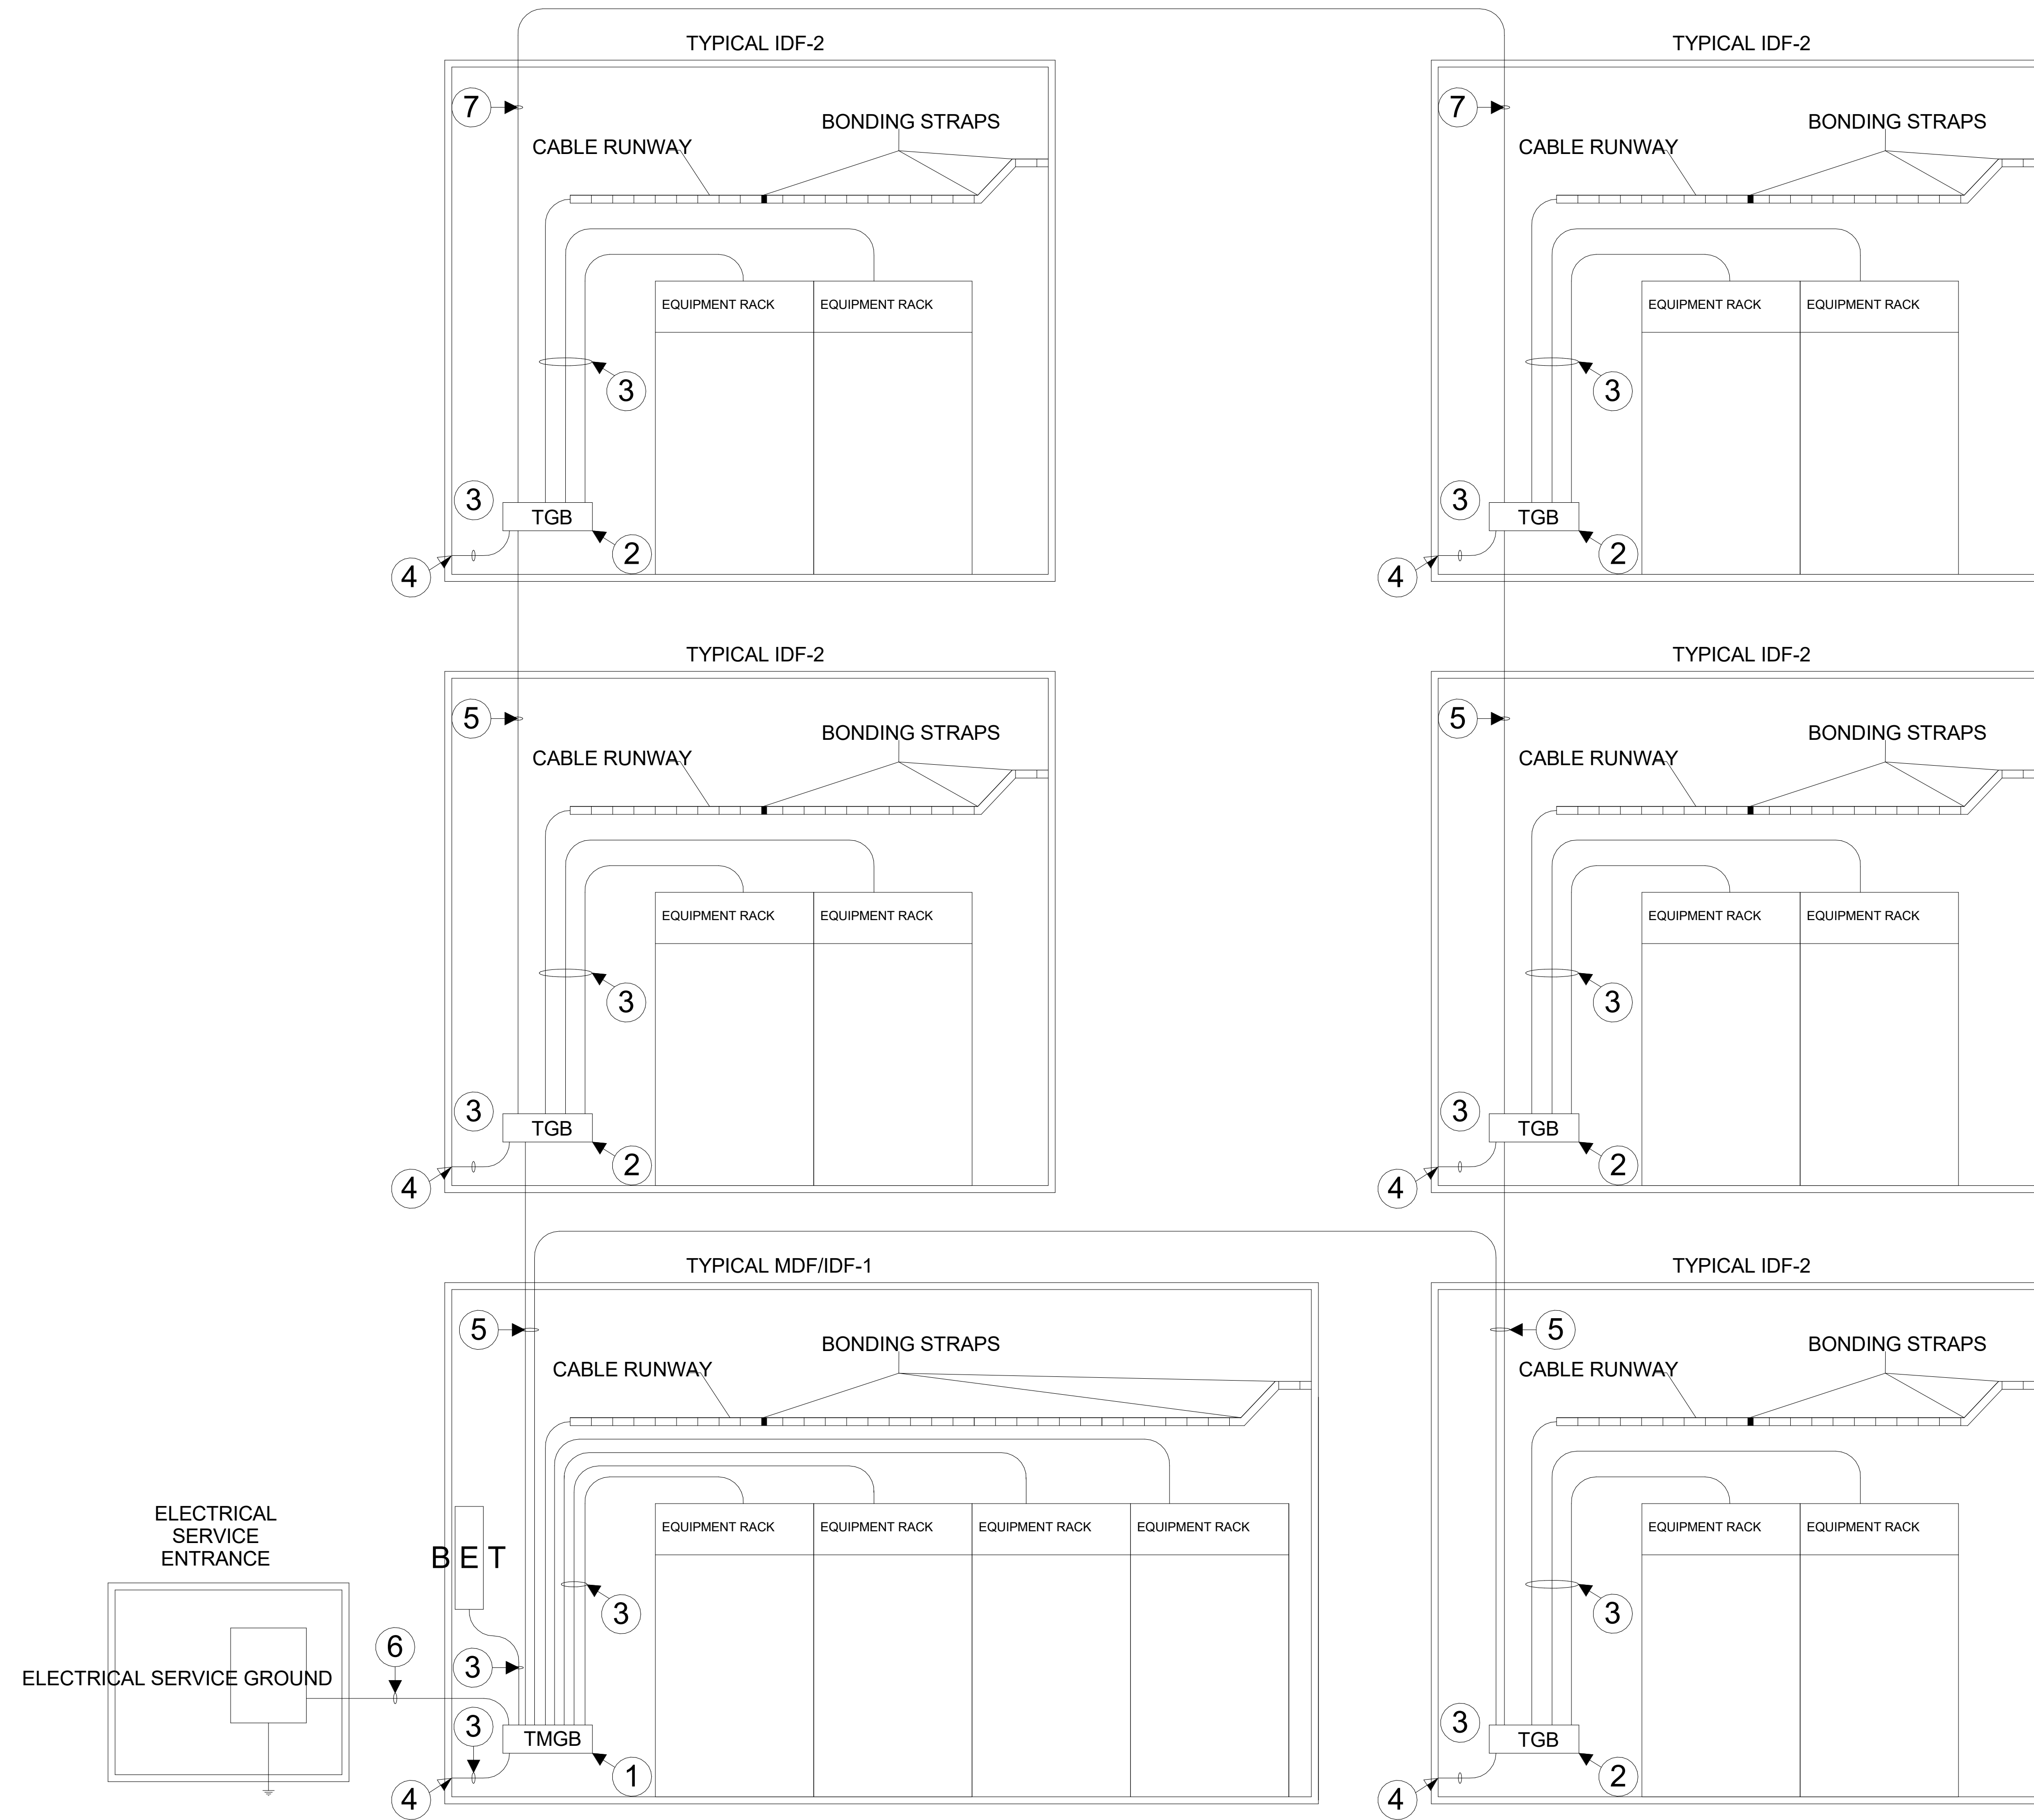 TYPICAL IDF-2
7
BONDING STRAPS
CABLE RUNWAY
EQUIPMENT RACK
EQUIPMENT RACK
3
3
TGB
2
4
TYPICAL IDF-2
7
BONDING STRAPS
CABLE RUNWAY
EQUIPMENT RACK
EQUIPMENT RACK
3
3
TGB
2
4
TYPICAL IDF-2
5
BONDING STRAPS
CABLE RUNWAY
EQUIPMENT RACK
EQUIPMENT RACK
3
3
TGB
2
4
TYPICAL IDF-2
5
BONDING STRAPS
CABLE RUNWAY
EQUIPMENT RACK
EQUIPMENT RACK
3
3
TGB
2
4
ELECTRICAL
SERVICE
ENTRANCE
ELECTRICAL SERVICE GROUND
6
TYPICAL MDF/IDF-1
5
BONDING STRAPS
CABLE RUNWAY
EQUIPMENT RACK
EQUIPMENT RACK
EQUIPMENT RACK
EQUIPMENT RACK
BET
3
3
3
TMGB
1
4
TYPICAL IDF-2
5
BONDING STRAPS
CABLE RUNWAY
EQUIPMENT RACK
EQUIPMENT RACK
3
3
TGB
2
4